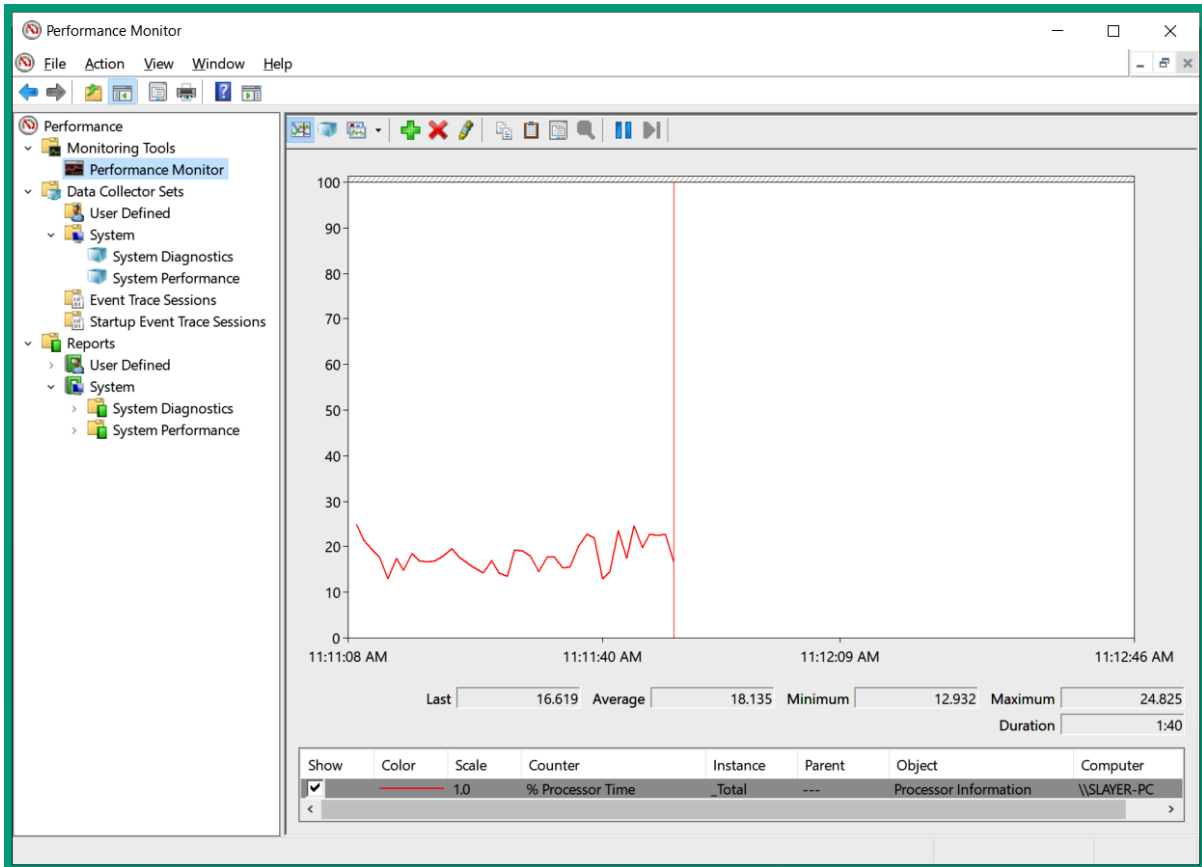 Performance Monitor
File Action View Window Help
Performance
Monitoring Tools
Performance Monitor
Data Collector Sets
User Defined
System
System Diagnostics
System Performance
Event Trace Sessions
Startup Event Trace Sessions
Reports
User Defined
System
System Diagnostics
System Performance
100
90
80
70
60
50
40
30
20
10
0
11:11:08 AM 11:11:40 AM 11:12:09 AM 11:12:46 AM
Last 16.619 Average 18.135 Minimum 12.932 Maximum 24.825
Duration 1:40
Show Color Scale Counter Instance Parent Object Computer
1.0 % Processor Time _Total --- Processor Information \\SLAYER-PC